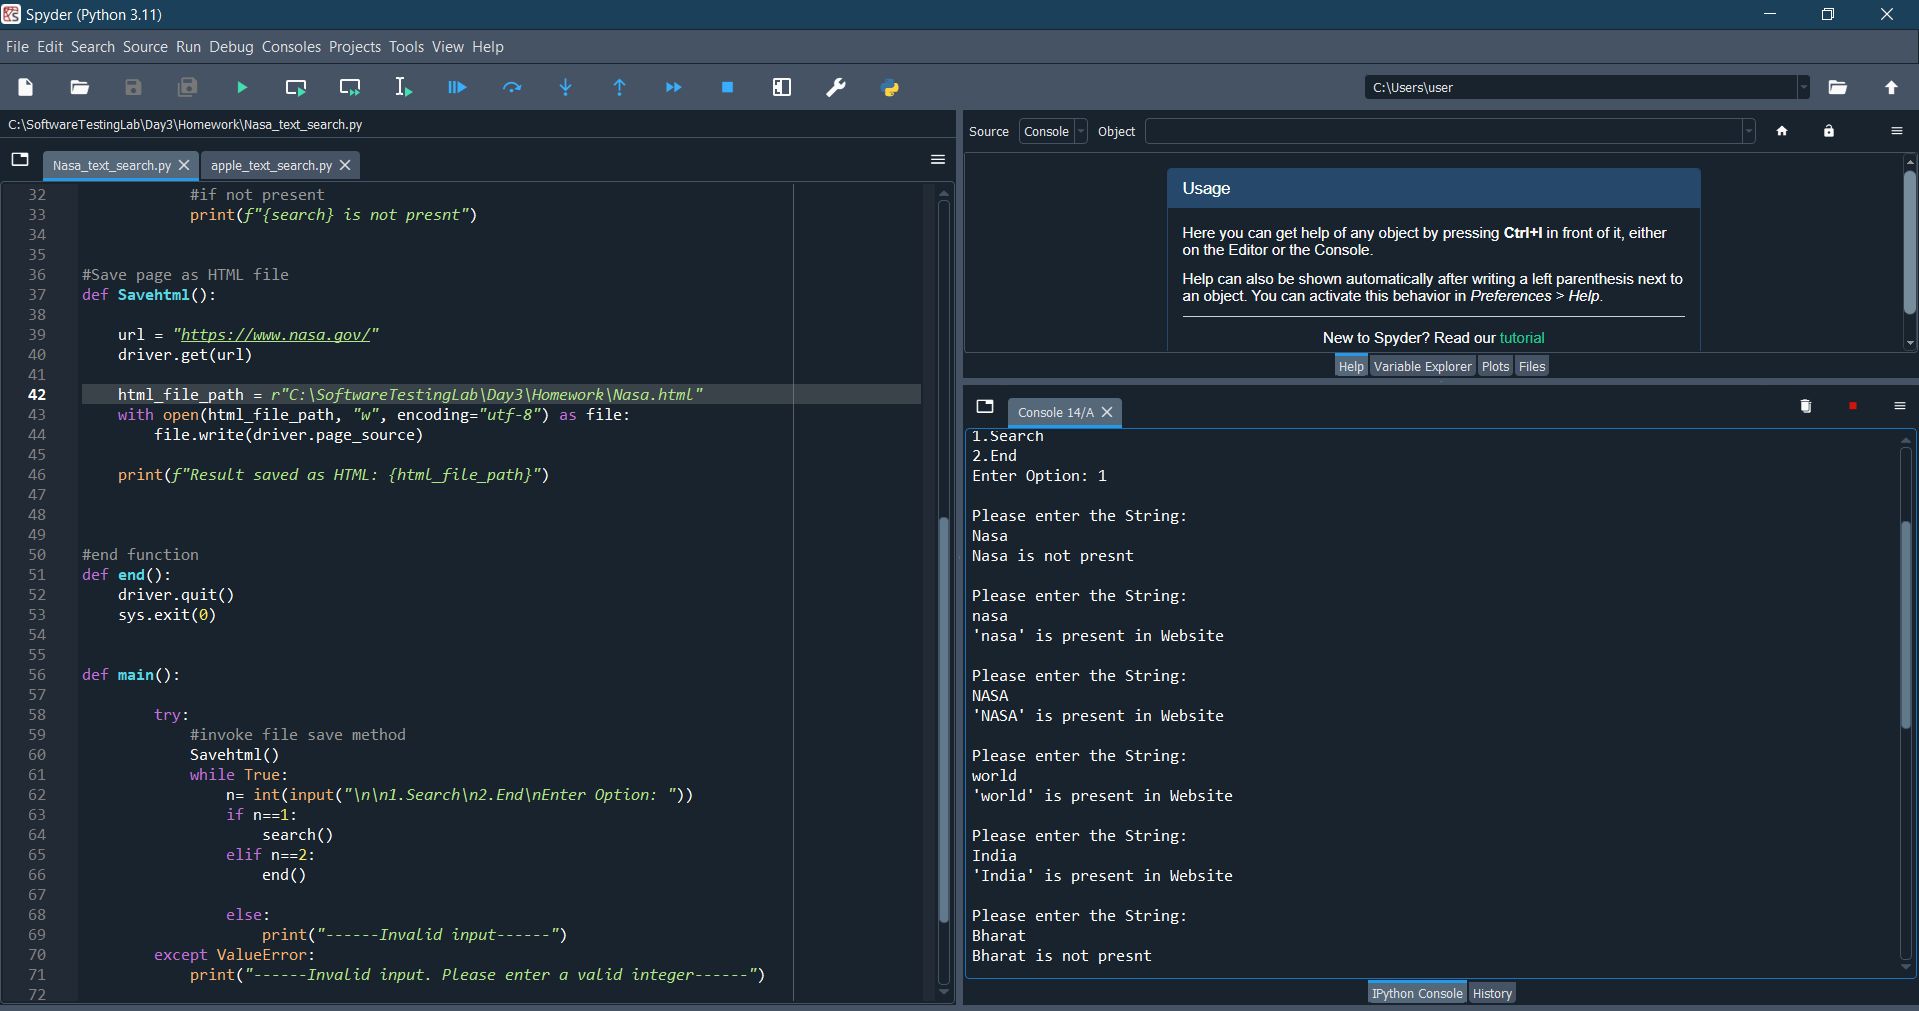 Spyder (Python 3.11)
File Edit Search Source Run Debug Consoles Projects Tools View Help
C:\Users\user
C:\SoftwareTestingLab\Day3\Homework\Nasa_text_search.py
Nasa_text_search.py
apple_text_search.py
32 #if not present
33 print(f"{search} is not presnt")
34
35
36 #Save page as HTML file
37 def Savehtml():
38
39 url = "https://www.nasa.gov/"
40 driver.get(url)
41
42 html_file_path = r"C:\SoftwareTestingLab\Day3\Homework\Nasa.html"
43 with open(html_file_path, "w", encoding="utf-8") as file:
44 file.write(driver.page_source)
45
46 print(f"Result saved as HTML: {html_file_path}")
47
48
49
50 #end function
51 def end():
52 driver.quit()
53 sys.exit(0)
54
55
56 def main():
57
58 try:
59 #invoke file save method
60 Savehtml()
61 while True:
62 n= int(input("\n\n1.Search\n2.End\nEnter Option: "))
63 if n==1:
64 search()
65 elif n==2:
66 end()
67
68 else:
69 print("------Invalid input------")
70 except ValueError:
71 print("------Invalid input. Please enter a valid integer------")
72
Source Console Object
Usage
Here you can get help of any object by pressing Ctrl+I in front of it, either
on the Editor or the Console.
Help can also be shown automatically after writing a left parenthesis next to
an object. You can activate this behavior in Preferences > Help.
New to Spyder? Read our tutorial
Help Variable Explorer Plots Files
Console 14/A
1.Search
2.End
Enter Option: 1
Please enter the String:
Nasa
Nasa is not presnt
Please enter the String:
nasa
'nasa' is present in Website
Please enter the String:
NASA
'NASA' is present in Website
Please enter the String:
world
'world' is present in Website
Please enter the String:
India
'India' is present in Website
Please enter the String:
Bharat
Bharat is not presnt
IPython Console History